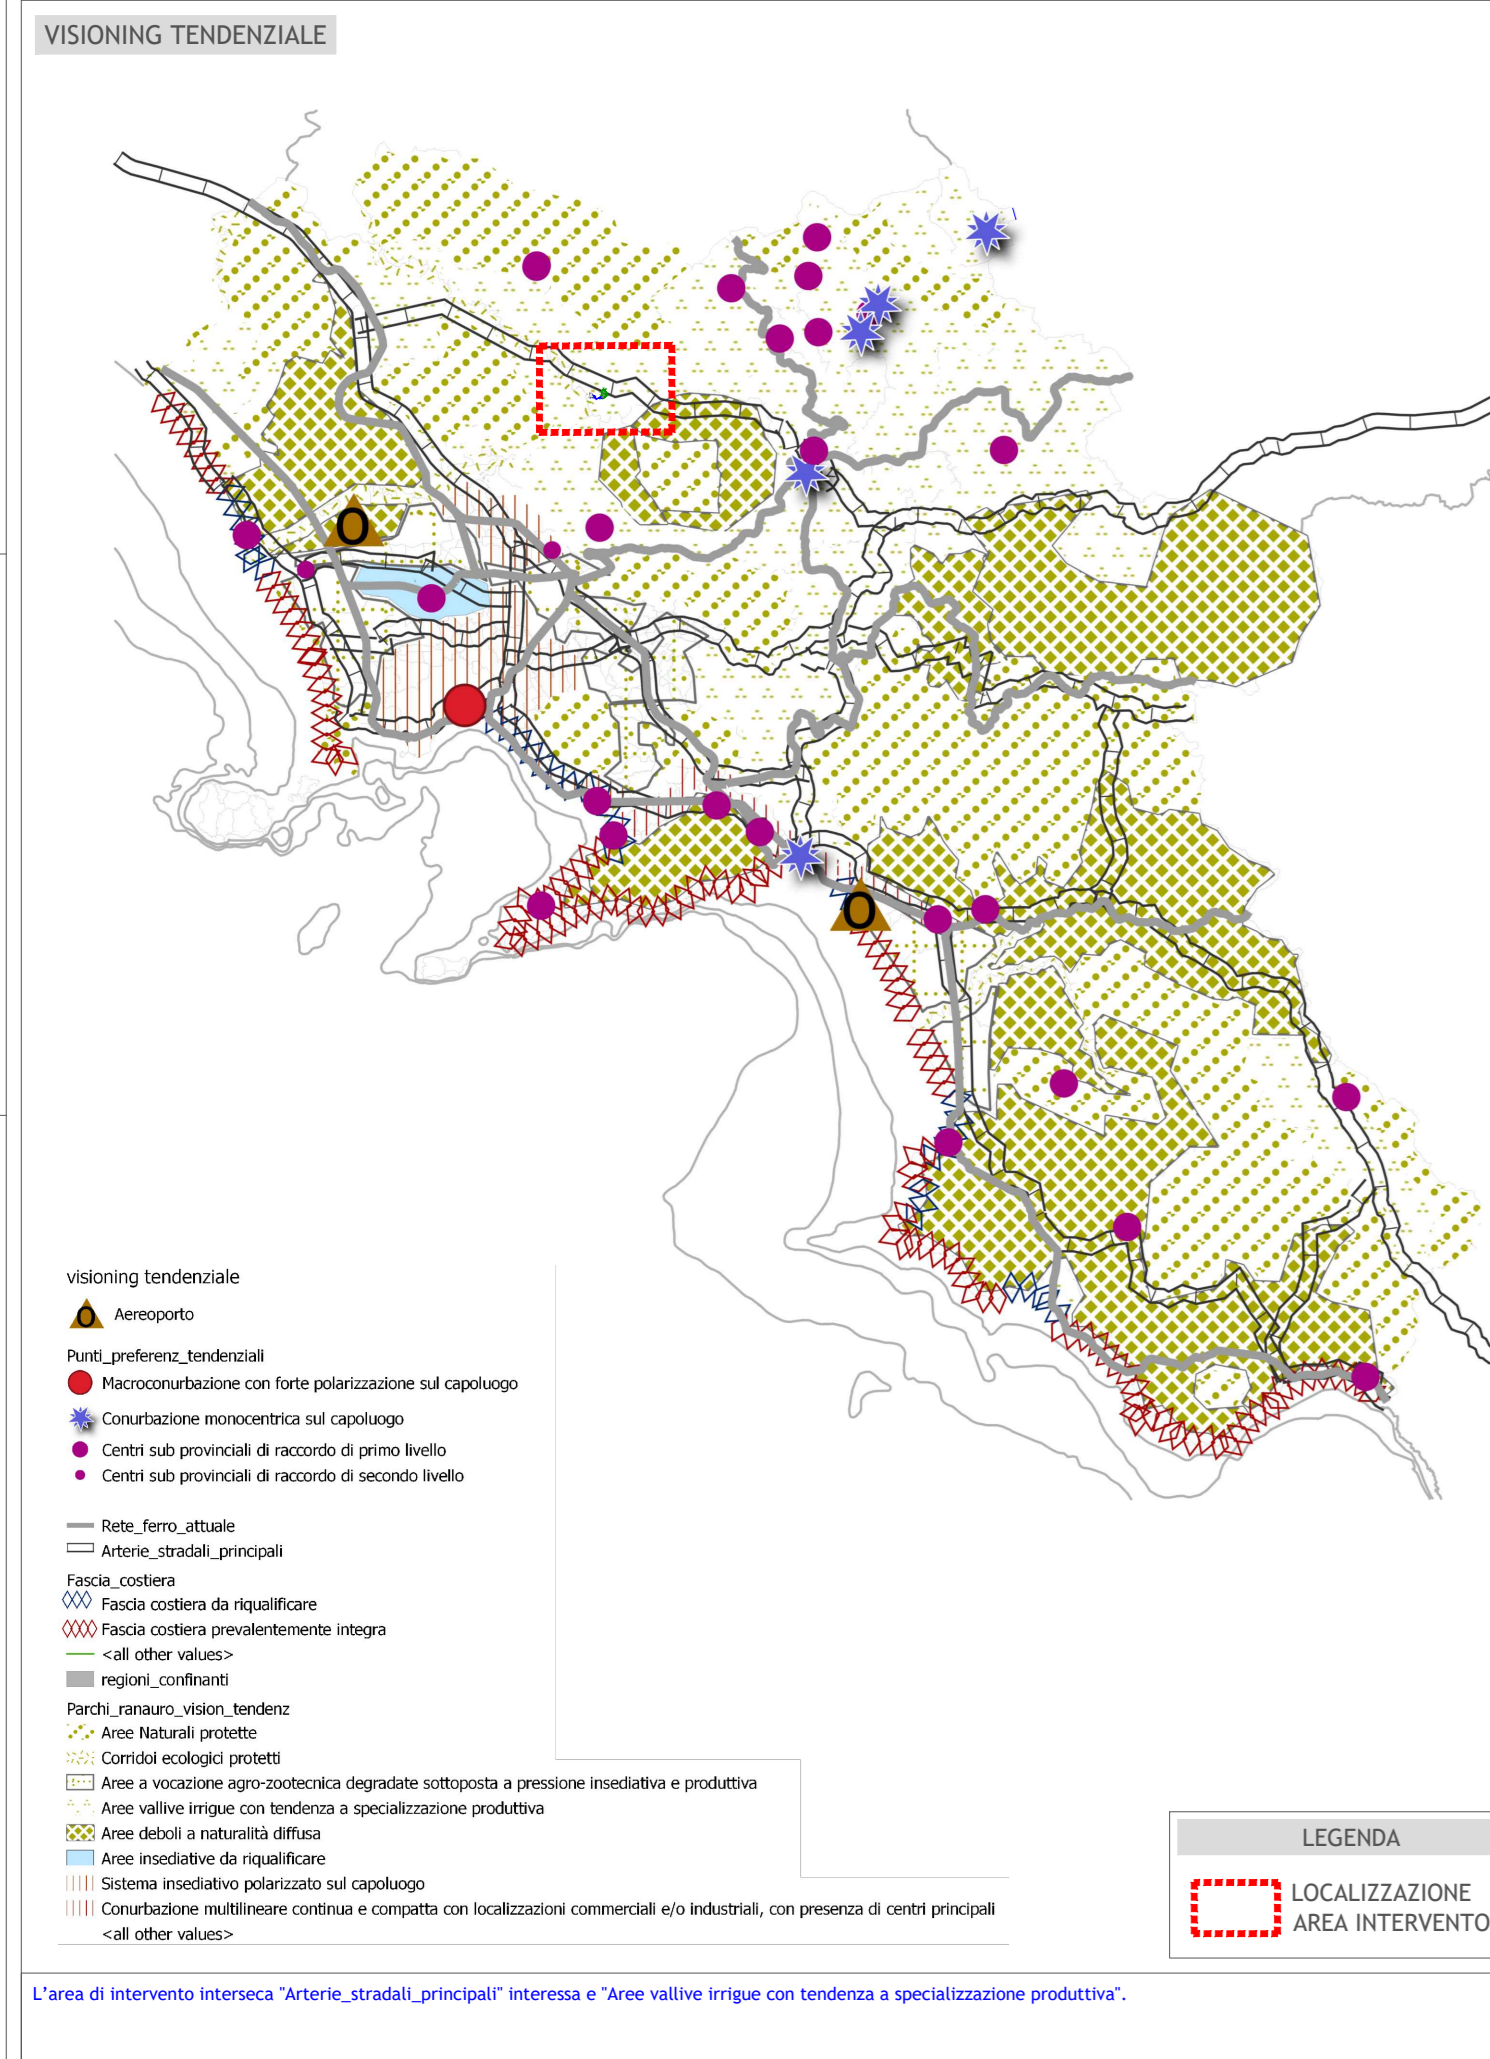 VISIONING TENDENZIALE
O
O
visioning tendenziale
O Aereoporto
Punti_preferenz_tendenziali
Macroconurbazione con forte polarizzazione sul capoluogo
Conurbazione monocentrica sul capoluogo
Centri sub provinciali di raccordo di primo livello
Centri sub provinciali di raccordo di secondo livello
Rete_ferro_attuale
Arterie_stradali_principali
Fascia_costiera
Fascia costiera da riqualificare
Fascia costiera prevalentemente integra
<all other values>
regioni_confinanti
Parchi_ranauro_vision_tendenz
Aree Naturali protette
Corridoi ecologici protetti
Aree a vocazione agro-zootecnica degradate sottoposta a pressione insediativa e produttiva
Aree vallive irrigue con tendenza a specializzazione produttiva
Aree deboli a naturalità diffusa
Aree insediative da riqualificare
Sistema insediativo polarizzato sul capoluogo
Conurbazione multilineare continua e compatta con localizzazioni commerciali e/o industriali, con presenza di centri principali
<all other values>
LEGENDA
LOCALIZZAZIONE
AREA INTERVENTO
L'area di intervento interseca "Arterie_stradali_principali" interessa e "Aree vallive irrigue con tendenza a specializzazione produttiva".